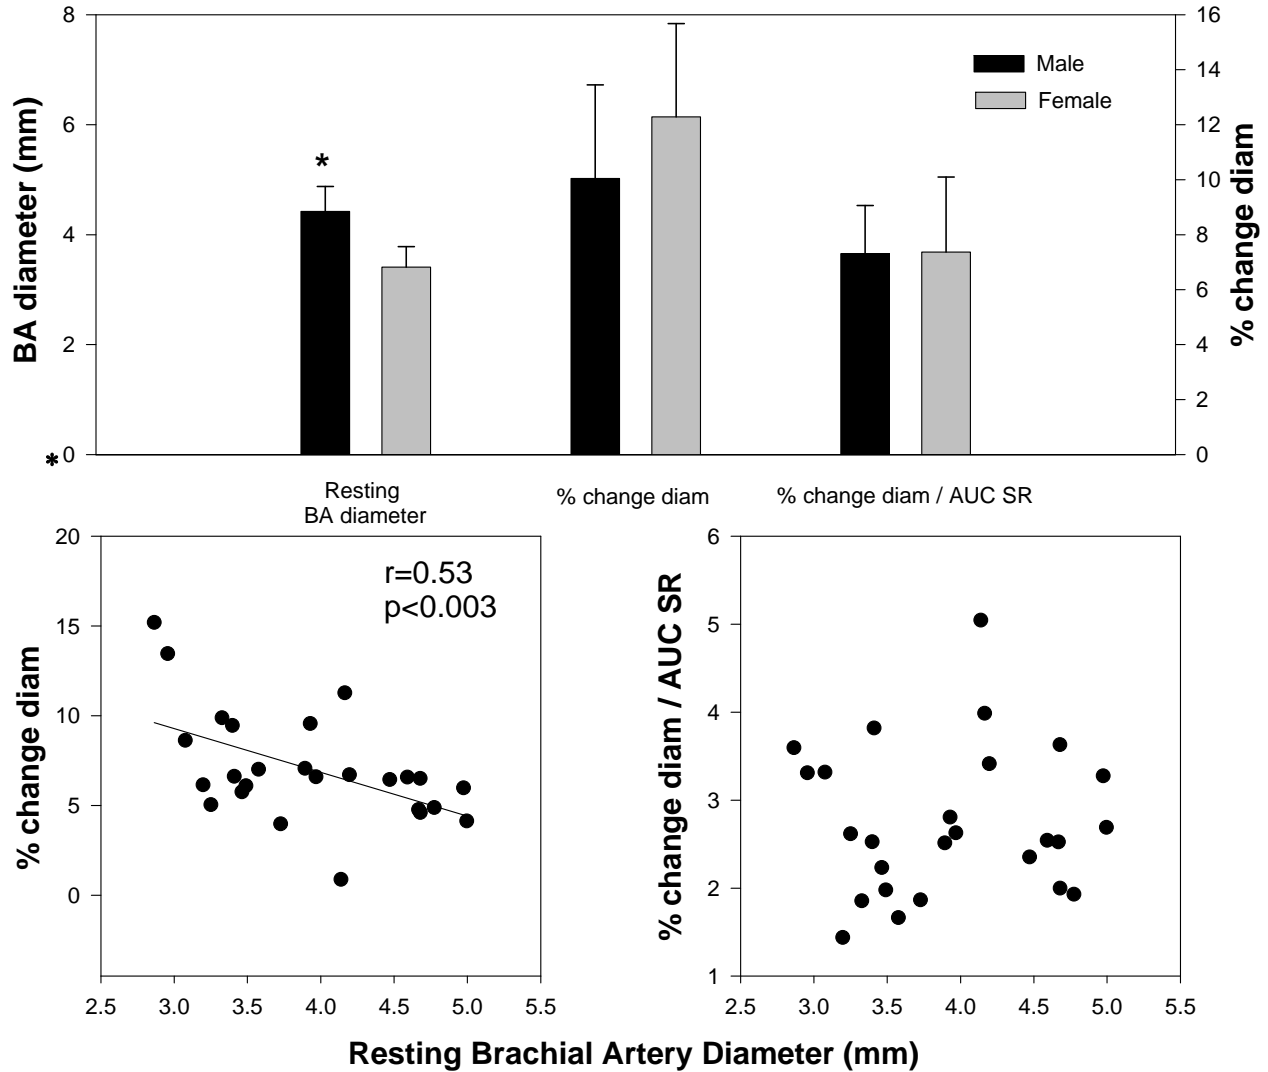 8
6
4
2
0
*
BA diameter (mm)
*
16
14
12
10
8
6
4
2
0
% change diam
Male
Female
Resting
BA diameter
% change diam
% change diam / AUC SR
20
15
10
5
0
% change diam
r=0.53
p<0.003
2.5 3.0 3.5 4.0 4.5 5.0 5.5
6
5
4
3
2
1
% change diam / AUC SR
2.5 3.0 3.5 4.0 4.5 5.0 5.5
Resting Brachial Artery Diameter (mm)